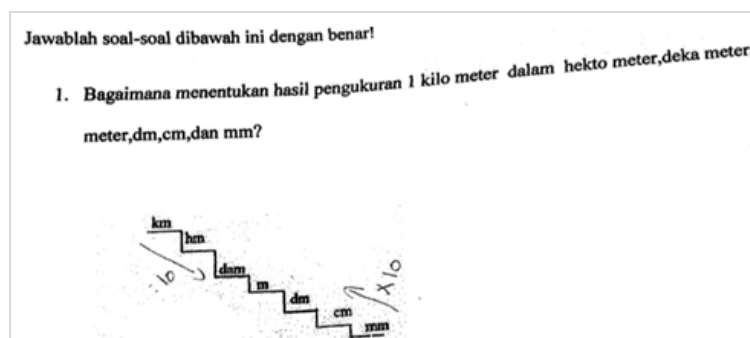 Jawablah soal-soal dibawah ini dengan benar!
1. Bagaimana menentukan hasil pengukuran 1 kilo meter dalam hekto meter,deka meter
meter,dm,cm,dan mm?
km
hm
dam
: 10
m
dm
x10
cm
mm